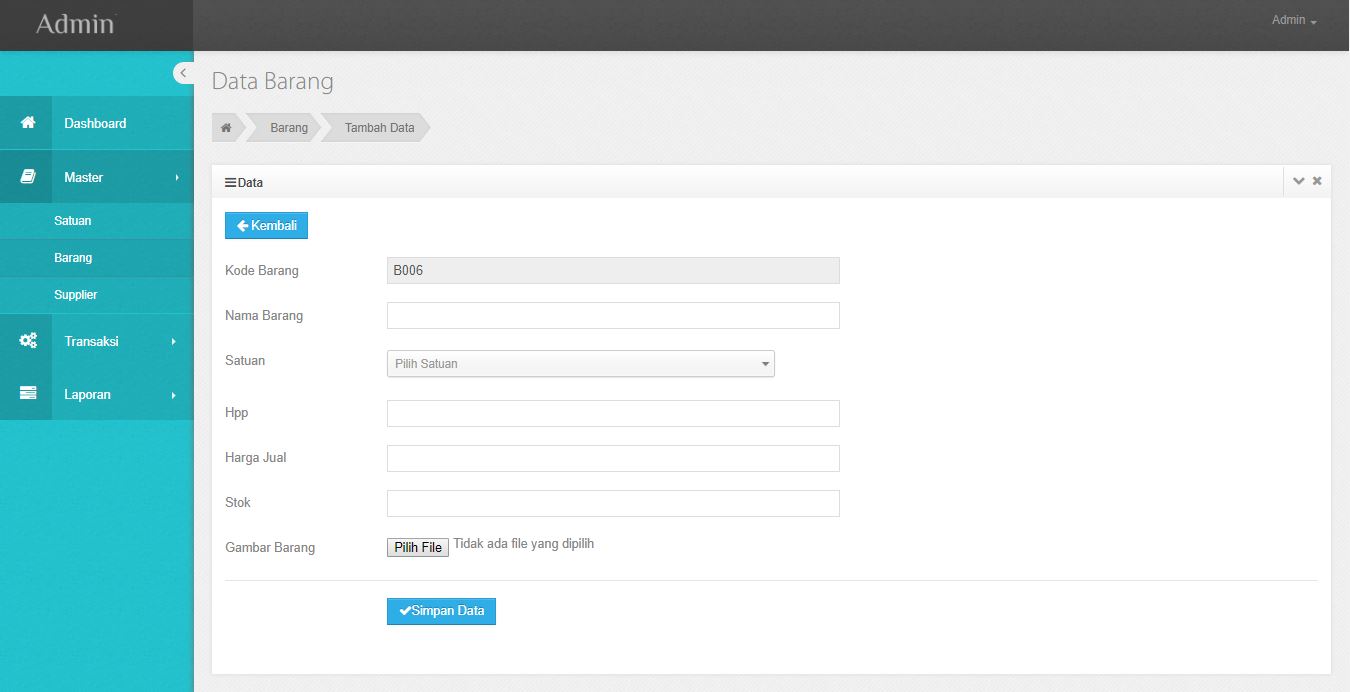 Admin
Admin
Data Barang
Barang
Tambah Data
Dashboard
Master
Satuan
Barang
Supplier
Transaksi
Laporan
Data
Kembali
Kode Barang
B006
Nama Barang
Satuan
Pilih Satuan
Hpp
Harga Jual
Stok
Gambar Barang
Pilih File Tidak ada file yang dipilih
Simpan Data